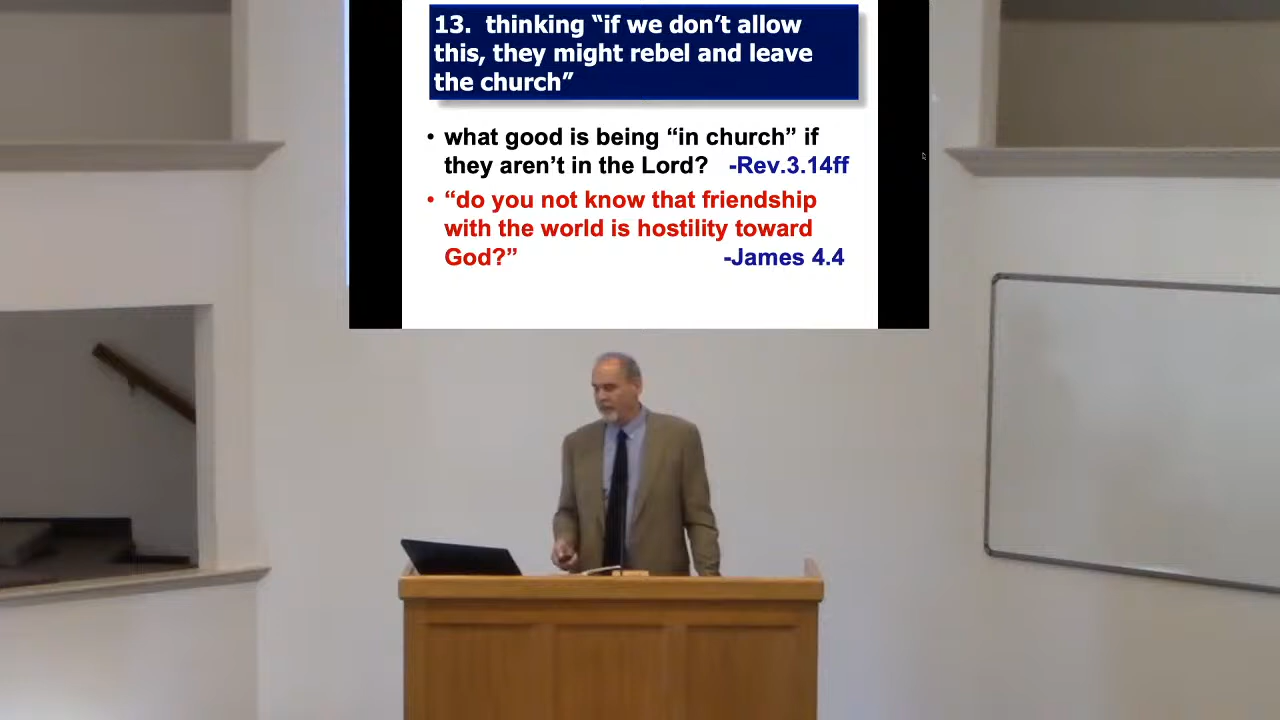 13. thinking “if we don’t allow
this, they might rebel and leave
the church”
• what good is being “in church” if
they aren’t in the Lord? -Rev.3.14ff
• “do you not know that friendship
with the world is hostility toward
God?” -James 4.4